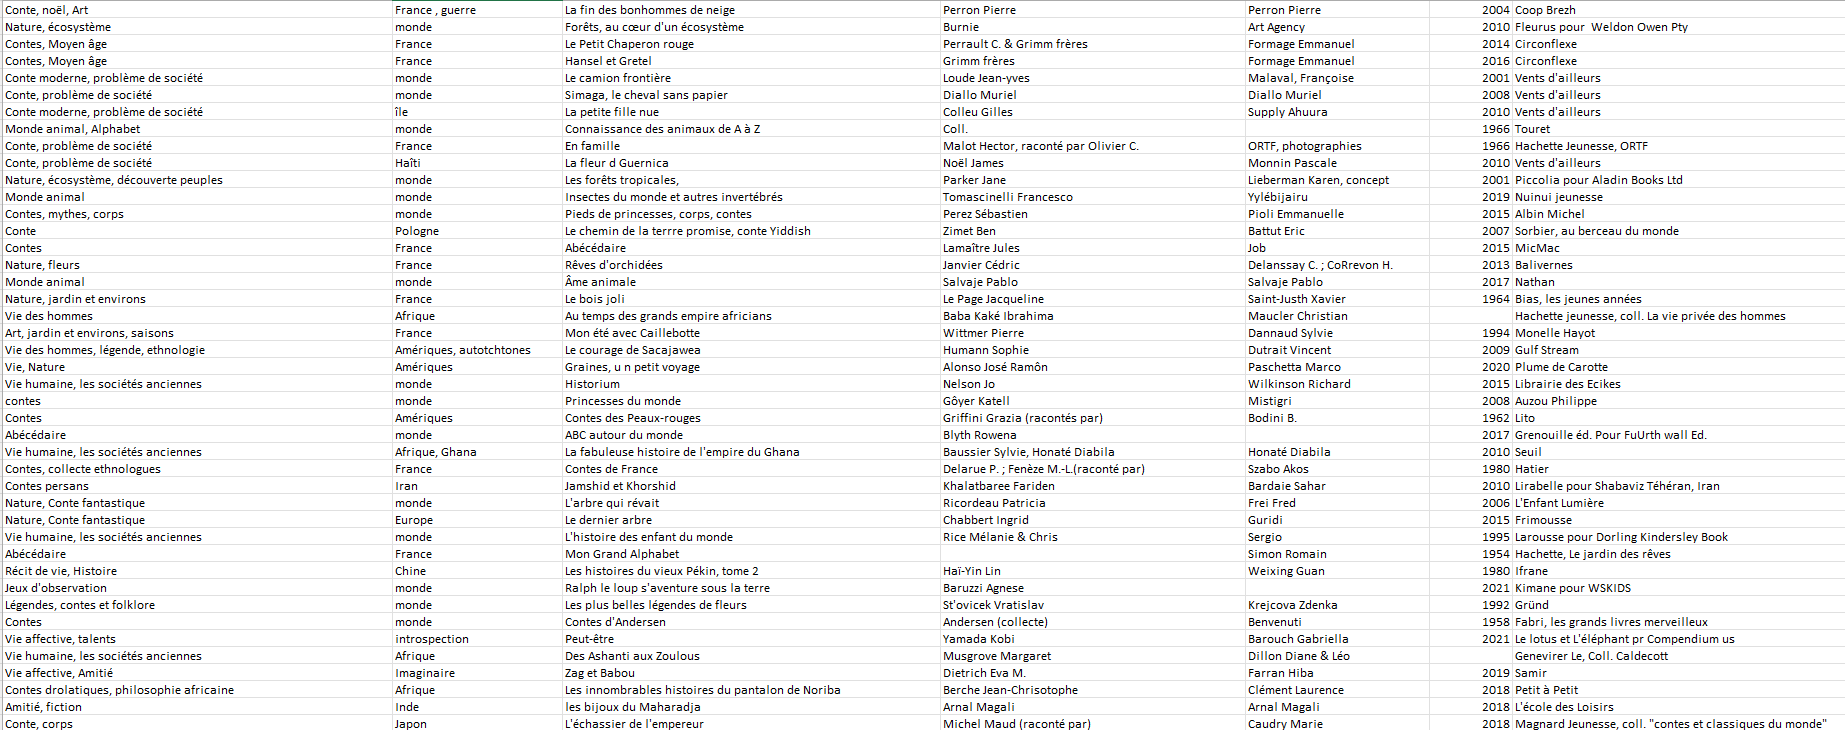 Conte, noël, Art France , guerre La fin des bonhommes de neige Perron Pierre Perron Pierre 2004 Coop Brezh
Nature, écosystème monde Forêts, au cœur d'un écosystème Burnie Art Agency 2010 Fleurus pour Weldon Owen Pty
Contes, Moyen âge France Le Petit Chaperon rouge Perrault C. & Grimm frères Formage Emmanuel 2014 Circonflexe
Contes, Moyen âge France Hansel et Gretel Grimm frères Formage Emmanuel 2016 Circonflexe
Conte moderne, problème de société monde Le camion frontière Loude Jean-yves Malaval, Françoise 2001 Vents d'ailleurs
Conte, problème de société monde Simaga, le cheval sans papier Diallo Muriel Diallo Muriel 2008 Vents d'ailleurs
Conte moderne, problème de société île La petite fille nue Colleu Gilles Supply Ahuura 2010 Vents d'ailleurs
Monde animal, Alphabet monde Connaissance des animaux de A à Z Coll. 1966 Touret
Conte, problème de société France En famille Malot Hector, raconté par Olivier C. ORTF, photographies 1966 Hachette Jeunesse, ORTF
Conte, problème de société Haîti La fleur d Guernica Noël James Monnin Pascale 2010 Vents d'ailleurs
Nature, écosystème, découverte peuples monde Les forêts tropicales, Parker Jane Lieberman Karen, concept 2001 Piccolia pour Aladin Books Ltd
Monde animal monde Insectes du monde et autres invertébrés Tomascinelli Francesco Yylébijairu 2019 Nuinui jeunesse
Contes, mythes, corps monde Pieds de princesses, corps, contes Perez Sébastien Pioli Emmanuelle 2015 Albin Michel
Conte Pologne Le chemin de la terrre promise, conte Yiddish Zimet Ben Battut Eric 2007 Sorbier, au berceau du monde
Contes France Abécédaire Lamaître Jules Job 2015 MicMac
Nature, fleurs France Rêves d'orchidées Janvier Cédric Delanssay C. ; CoRrevon H. 2013 Balivernes
Monde animal monde Âme animale Salvaje Pablo Salvaje Pablo 2017 Nathan
Nature, jardin et environs France Le bois joli Le Page Jacqueline Saint-Justh Xavier 1964 Bias, les jeunes années
Vie des hommes Afrique Au temps des grands empire africians Baba Kaké Ibrahima Maucler Christian Hachette jeunesse, coll. La vie privée des hommes
Art, jardin et environs, saisons France Mon été avec Caillebotte Wittmer Pierre Dannaud Sylvie 1994 Monelle Hayot
Vie des hommes, légende, ethnologie Amériques, autotchtones Le courage de Sacajawea Humann Sophie Dutrait Vincent 2009 Gulf Stream
Vie, Nature Amériques Graines, u n petit voyage Alonso José Ramôn Paschetta Marco 2020 Plume de Carotte
Vie humaine, les sociétés anciennes monde Historium Nelson Jo Wilkinson Richard 2015 Librairie des Ecikes
contes monde Princesses du monde Gôyer Katell Mistigri 2008 Auzou Philippe
Contes Amériques Contes des Peaux-rouges Griffini Grazia (racontés par) Bodini B. 1962 Lito
Abécédaire monde ABC autour du monde Blyth Rowena 2017 Grenouille éd. Pour FuUrth wall Ed.
Vie humaine, les sociétés anciennes Afrique, Ghana La fabuleuse histoire de l'empire du Ghana Baussier Sylvie, Honaté Diabila Honaté Diabila 2010 Seuil
Contes, collecte ethnologues France Contes de France Delarue P. ; Fenèze M.-L.(raconté par) Szabo Akos 1980 Hatier
Contes persans Iran Jamshid et Khorshid Khalatbaree Fariden Bardaie Sahar 2010 Lirabelle pour Shabaviz Téhéran, Iran
Nature, Conte fantastique monde L'arbre qui révait Ricordeau Patricia Frei Fred 2006 L'Enfant Lumière
Nature, Conte fantastique Europe Le dernier arbre Chabbert Ingrid Guridi 2015 Frimousse
Vie humaine, les sociétés anciennes monde L'histoire des enfant du monde Rice Mélanie & Chris Sergio 1995 Larousse pour Dorling Kindersley Book
Abécédaire France Mon Grand Alphabet Simon Romain 1954 Hachette, Le jardin des rêves
Récit de vie, Histoire Chine Les histoires du vieux Pékin, tome 2 Haï-Yin Lin Weixing Guan 1980 Ifrane
Jeux d'observation monde Ralph le loup s'aventure sous la terre Baruzzi Agnese 2021 Kimane pour WSKIDS
Légendes, contes et folklore monde Les plus belles légendes de fleurs St'ovicek Vratislav Krejcova Zdenka 1992 Gründ
Contes monde Contes d'Andersen Andersen (collecte) Benvenuti 1958 Fabri, les grands livres merveilleux
Vie affective, talents introspection Peut-être Yamada Kobi Barouch Gabriella 2021 Le lotus et L'éléphant pr Compendium us
Vie humaine, les sociétés anciennes Afrique Des Ashanti aux Zoulous Musgrove Margaret Dillon Diane & Léo Genevirer Le, Coll. Caldecott
Vie affective, Amitié Imaginaire Zag et Babou Dietrich Eva M. Farran Hiba 2019 Samir
Contes drolatiques, philosophie africaine Afrique Les innombrables histoires du pantalon de Noriba Berche Jean-Chrisotophe Clément Laurence 2018 Petit à Petit
Amitié, fiction Inde les bijoux du Maharadja Arnal Magali Arnal Magali 2018 L'école des Loisirs
Conte, corps Japon L'échassier de l'empereur Michel Maud (raconté par) Caudry Marie 2018 Magnard Jeunesse, coll. "contes et classiques du monde"